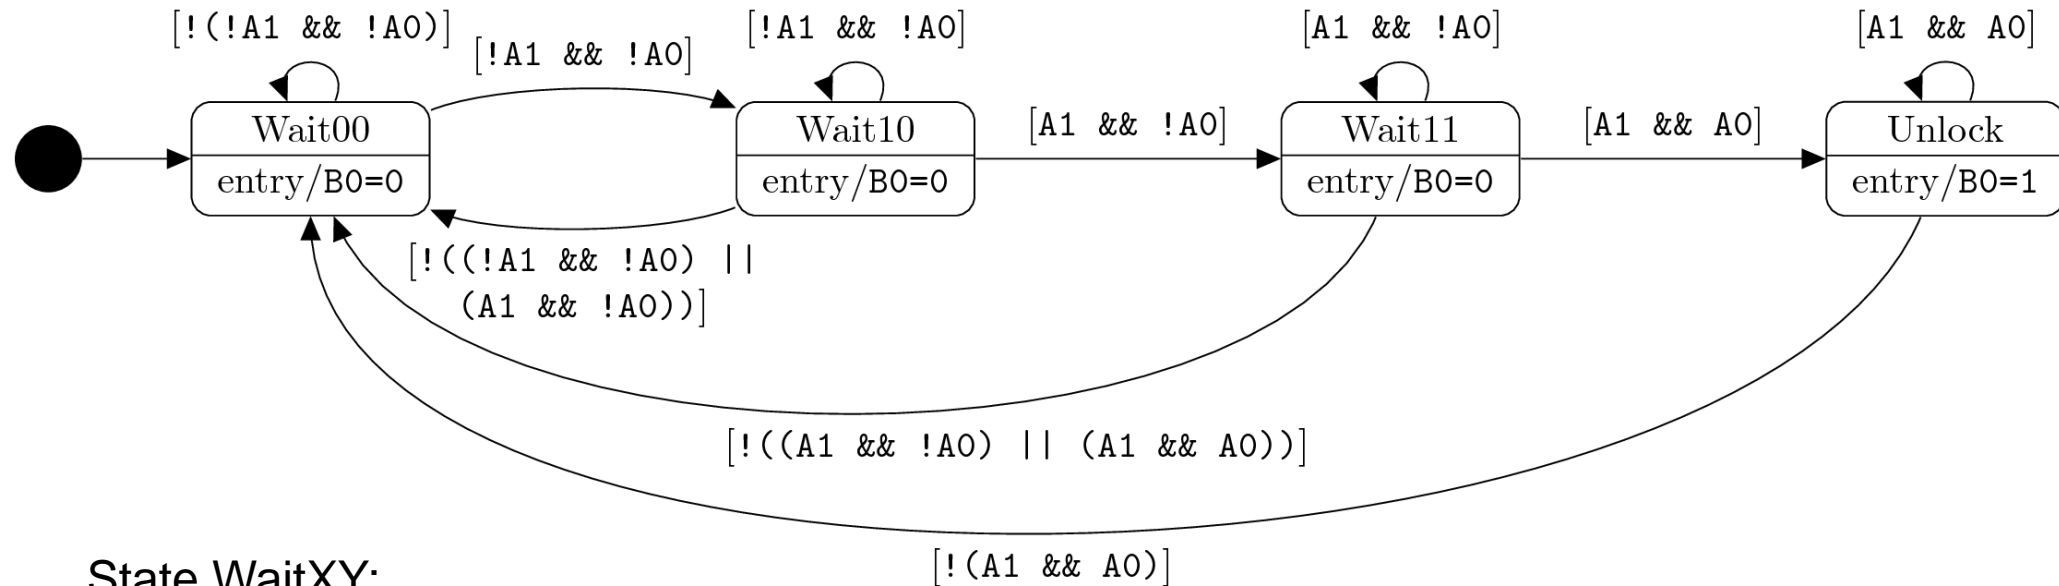 [!(!A1 && !A0)]
[!A1 && !A0]
[!A1 && !A0]
[A1 && !A0]
[A1 && A0]
Wait00
entry/B0=0
Wait10
entry/B0=0
[A1 && !A0]
Wait11
entry/B0=0
[A1 && A0]
Unlock
entry/B0=1
[!((!A1 && !A0) ||
(A1 && !A0))]
[!((A1 && !A0) || (A1 && A0))]
[!(A1 && A0)]
State WaitXY: